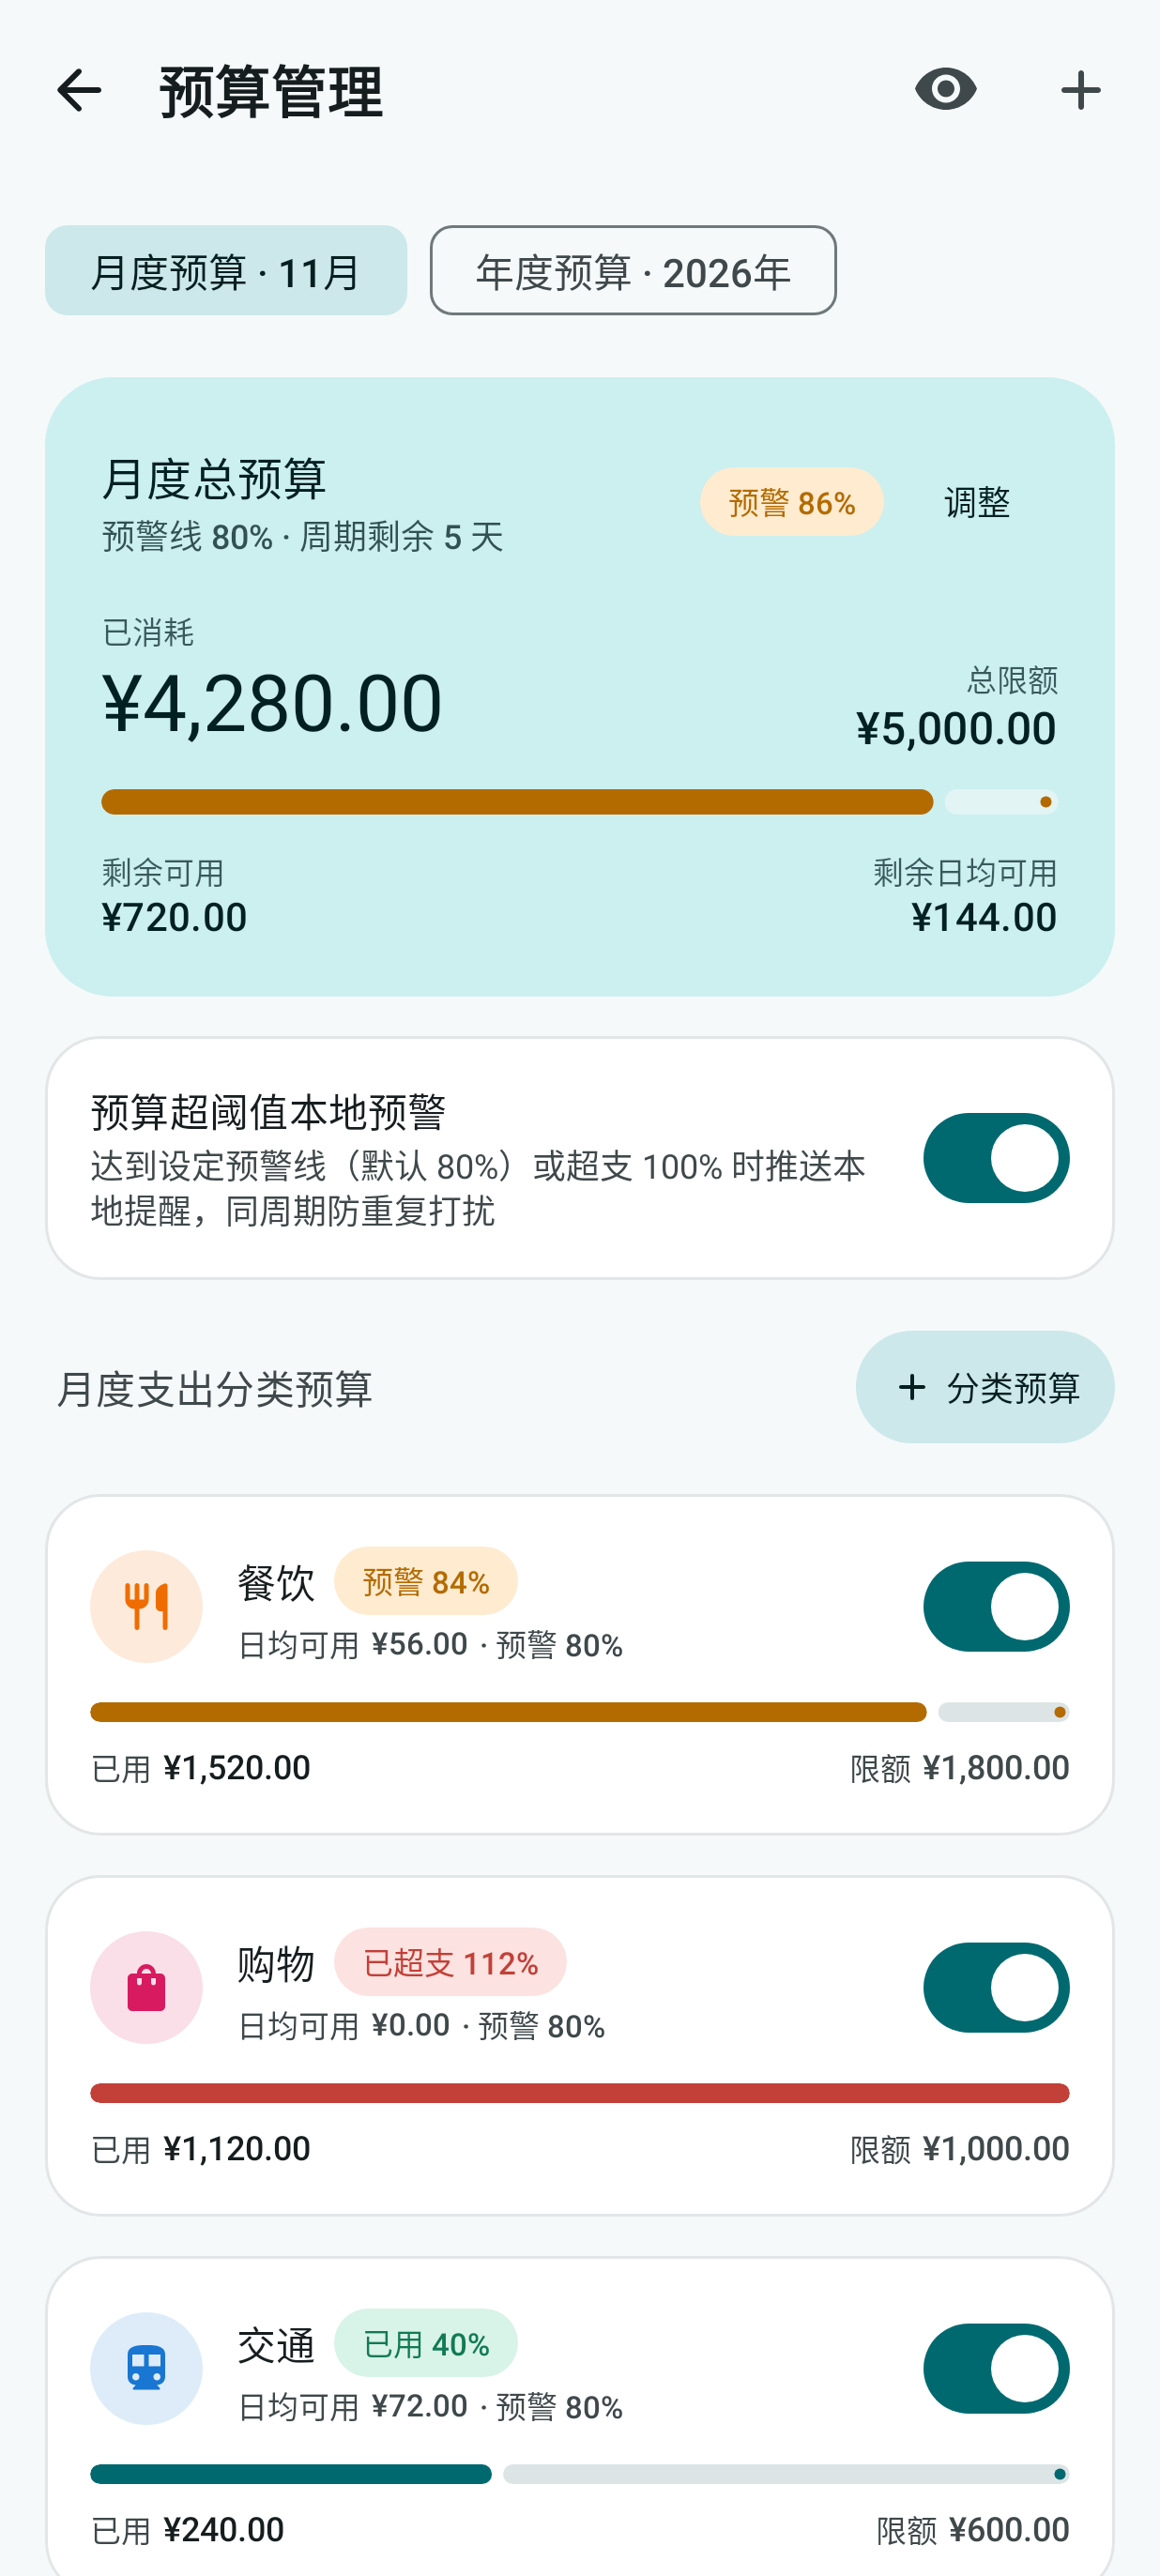 预算管理
月度预算 · 11月
年度预算 · 2026年
月度总预算
预警线 80% · 周期剩余 5 天
预警 86%
调整
已消耗
¥4,280.00
总限额
¥5,000.00
剩余可用
¥720.00
剩余日均可用
¥144.00
预算超阈值本地预警
达到设定预警线（默认 80%）或超支 100% 时推送本
地提醒，同周期防重复打扰
月度支出分类预算
+ 分类预算
餐饮
预警 84%
日均可用 ¥56.00 · 预警 80%
已用 ¥1,520.00
限额 ¥1,800.00
购物
已超支 112%
日均可用 ¥0.00 · 预警 80%
已用 ¥1,120.00
限额 ¥1,000.00
交通
已用 40%
日均可用 ¥72.00 · 预警 80%
已用 ¥240.00
限额 ¥600.00